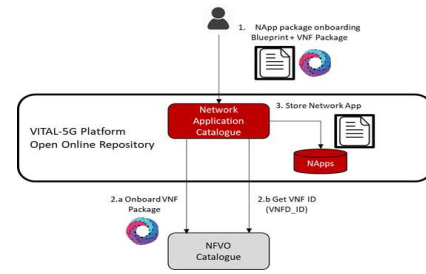 1. NApp package onboarding
Blueprint + VNF Package
Network
Application
Catalogue
3. Store Network App
VITAL-5G Platform
Open Online Repository
NApps
2.a Onboard VNF
Package
2.b Get VNF ID
(VNFD_ID)
NFVO
Catalogue